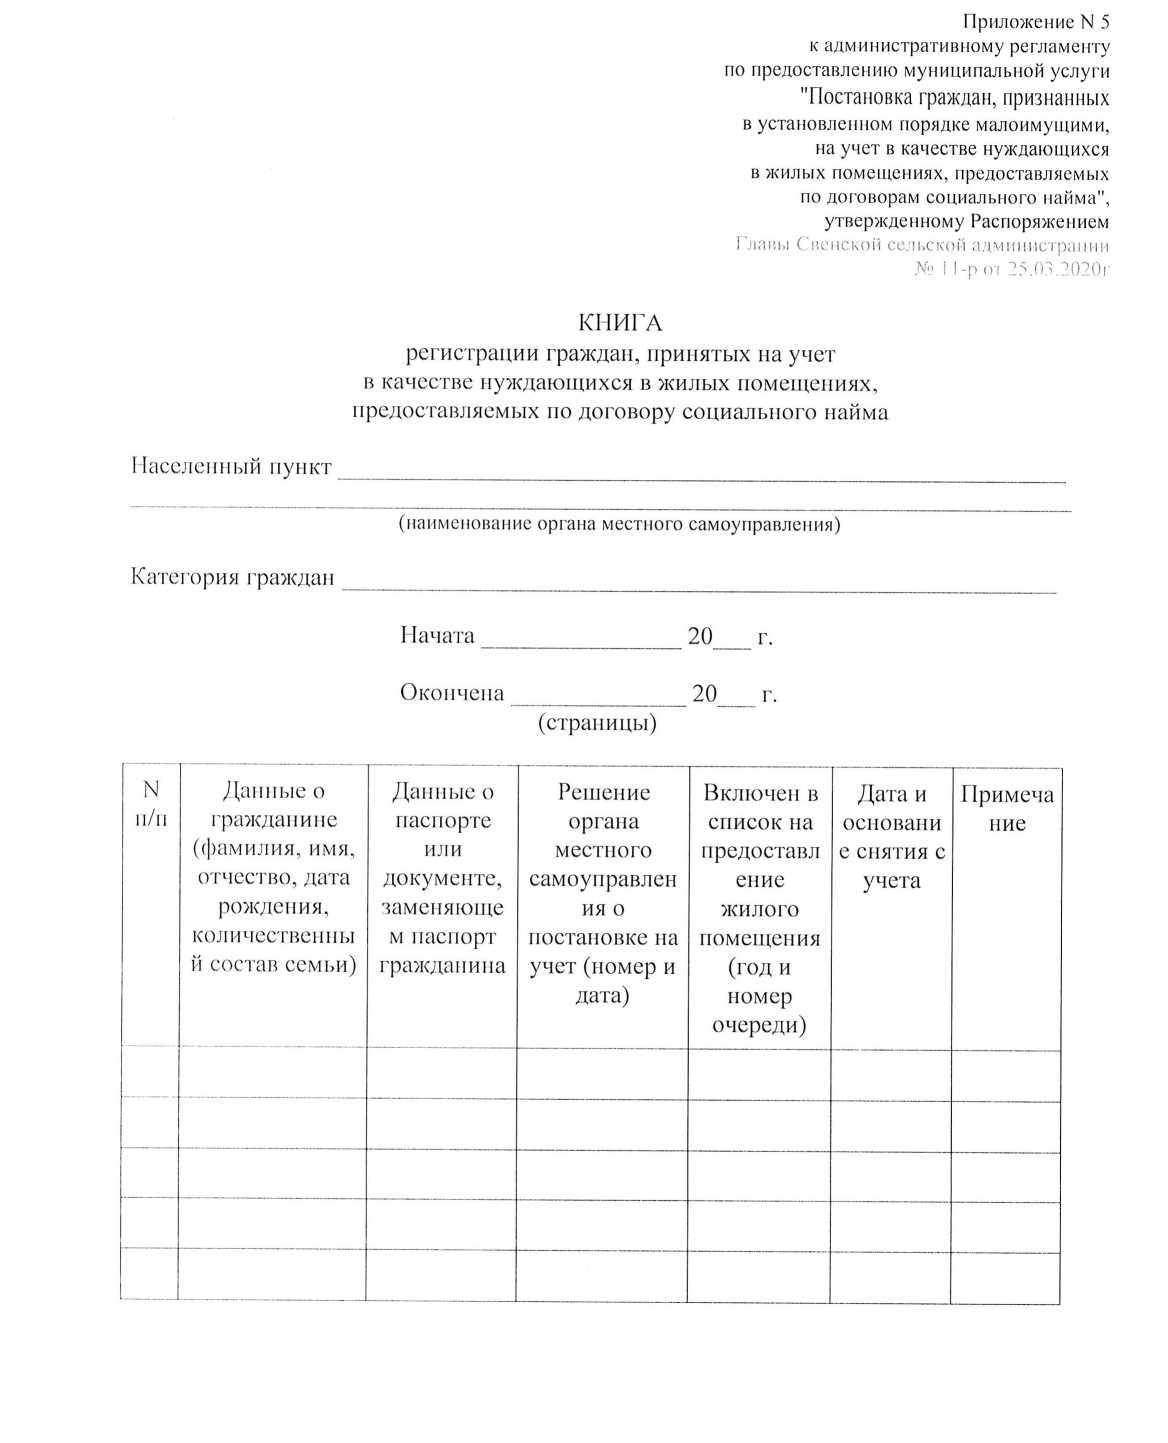 Приложение N 5
к административному регламенту
по предоставлению муниципальной услуги
"Постановка граждан, признанных
в установленном порядке малоимущими,
на учет в качестве нуждающихся
в жилых помещениях, предоставляемых
по договорам социального найма",
утвержденному Распоряжением
Главы Свенской сельской администрации
№ 11-р от 25.03.2020г
КНИГА
регистрации граждан, принятых на учет
в качестве нуждающихся в жилых помещениях,
предоставляемых по договору социального найма
Населенный пункт
(наименование органа местного самоуправления)
Категория граждан
Начата ________________ 20___ г.
Окончена ______________ 20___ г.
(страницы)
N
п/п
Данные о
гражданине
(фамилия, имя,
отчество, дата
рождения,
количественны
й состав семьи)
Данные о
паспорте
или
документе,
заменяюще
м паспорт
гражданина
Решение
органа
местного
самоуправлен
ия о
постановке на
учет (номер и
дата)
Включен в
список на
предоставл
ение
жилого
помещения
(год и
номер
очереди)
Дата и
основани
е снятия с
учета
Примеча
ние